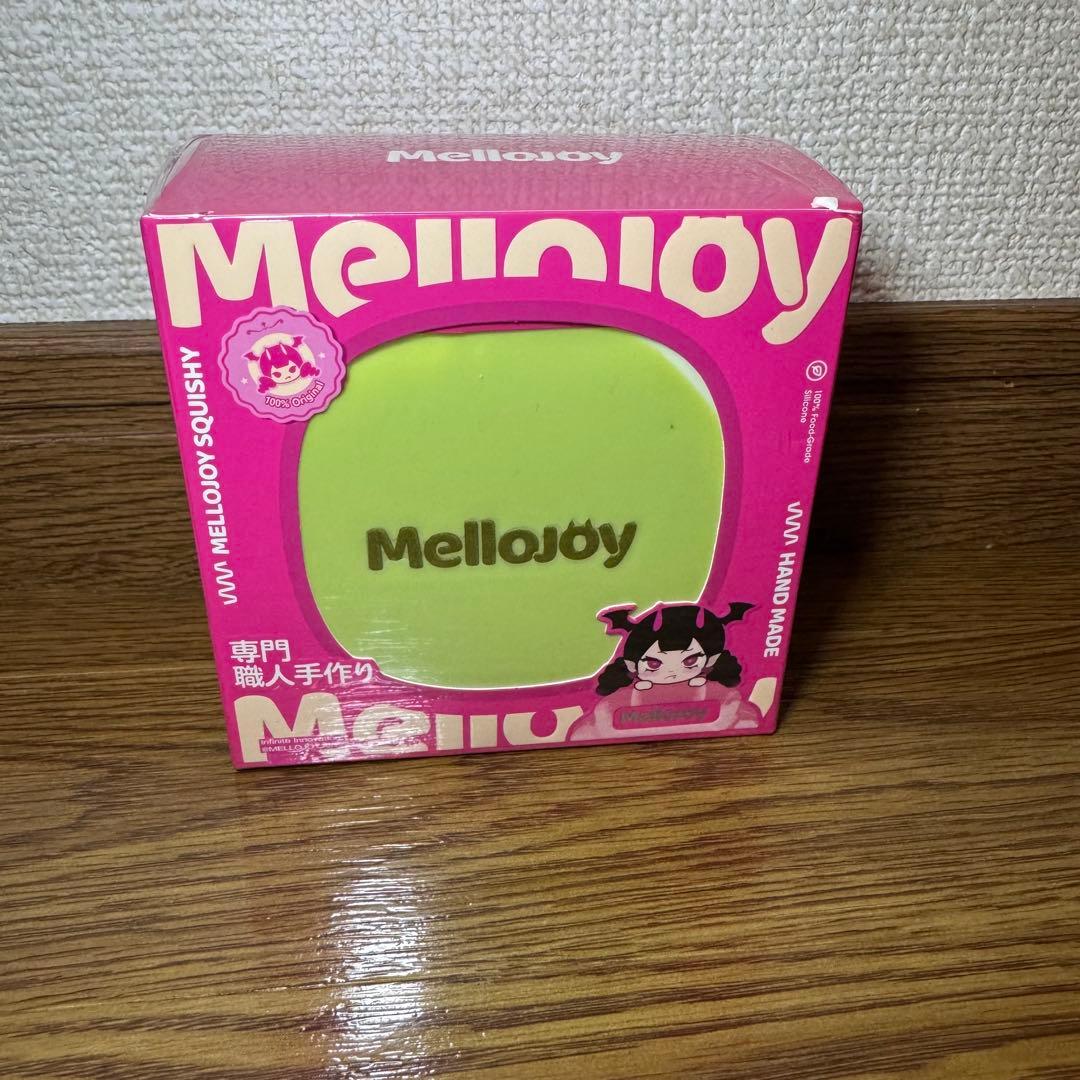 Mellojoy
Mellojoy
100% Original
MELLOJOY SQUISHY
100% Food-Grade
Silicone
Mellojoy
HAND MADE
専門
職人手作り
Mellojoy